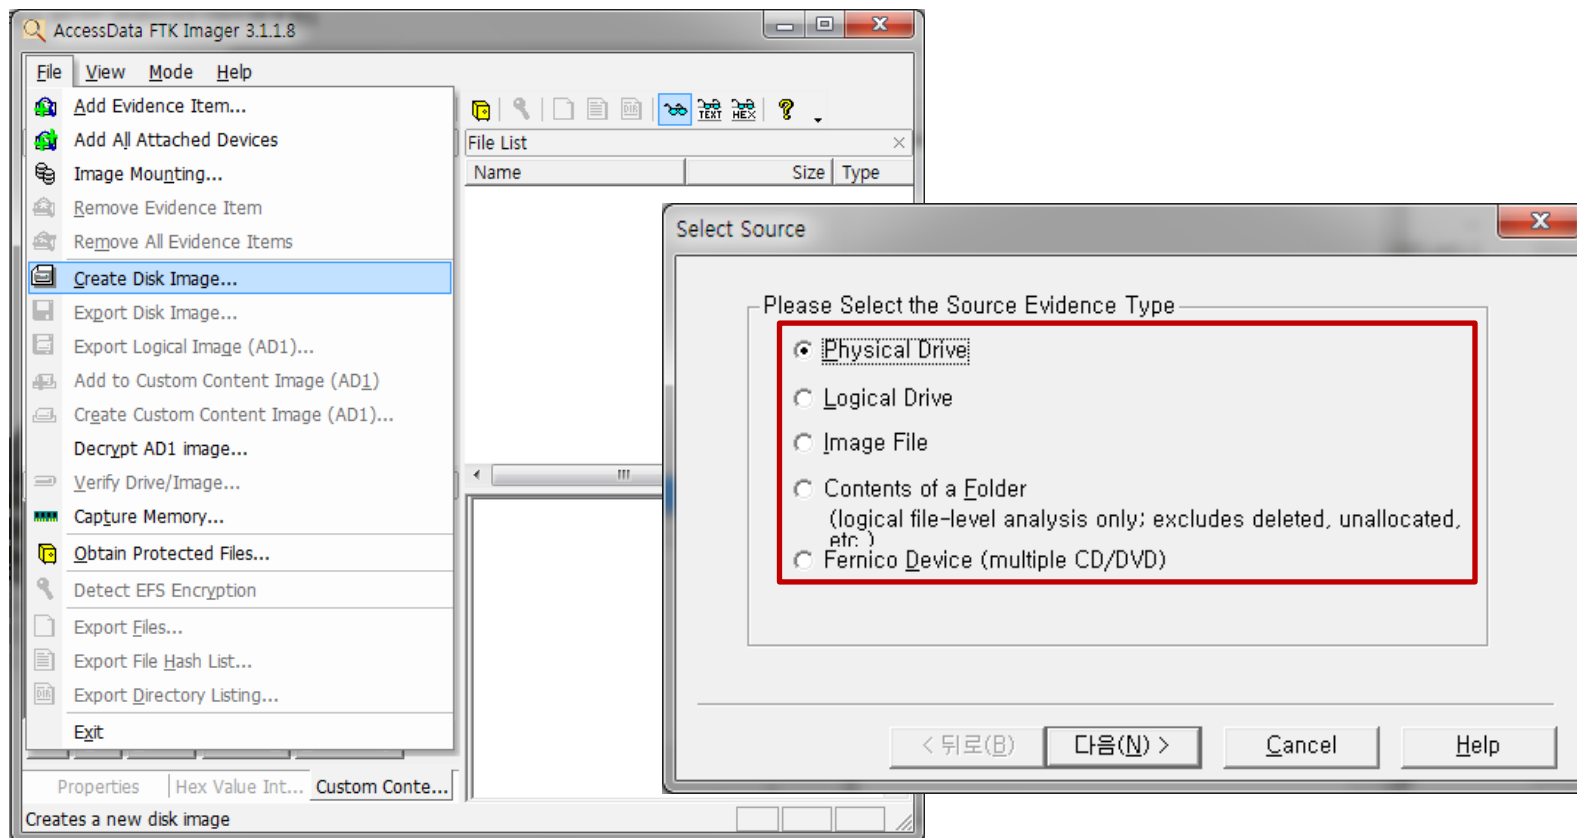 AccessData FTK Imager 3.1.1.8
File View Mode Help
Add Evidence Item...
Add All Attached Devices
Image Mounting...
Remove Evidence Item
Remove All Evidence Items
Create Disk Image...
Export Disk Image...
Export Logical Image (AD1)...
Add to Custom Content Image (AD1)
Create Custom Content Image (AD1)...
Decrypt AD1 image...
Verify Drive/Image...
Capture Memory...
Obtain Protected Files...
Detect EFS Encryption
Export Files...
Export File Hash List...
Export Directory Listing...
Exit
DIR TEXT HEX
File List
Name Size Type
Properties Hex Value Int... Custom Conte...
Creates a new disk image
Select Source
Please Select the Source Evidence Type
Physical Drive
Logical Drive
Image File
Contents of a Folder
(logical file-level analysis only; excludes deleted, unallocated,
etc.)
Fernico Device (multiple CD/DVD)
< 뒤로(B) 다음(N) > Cancel Help